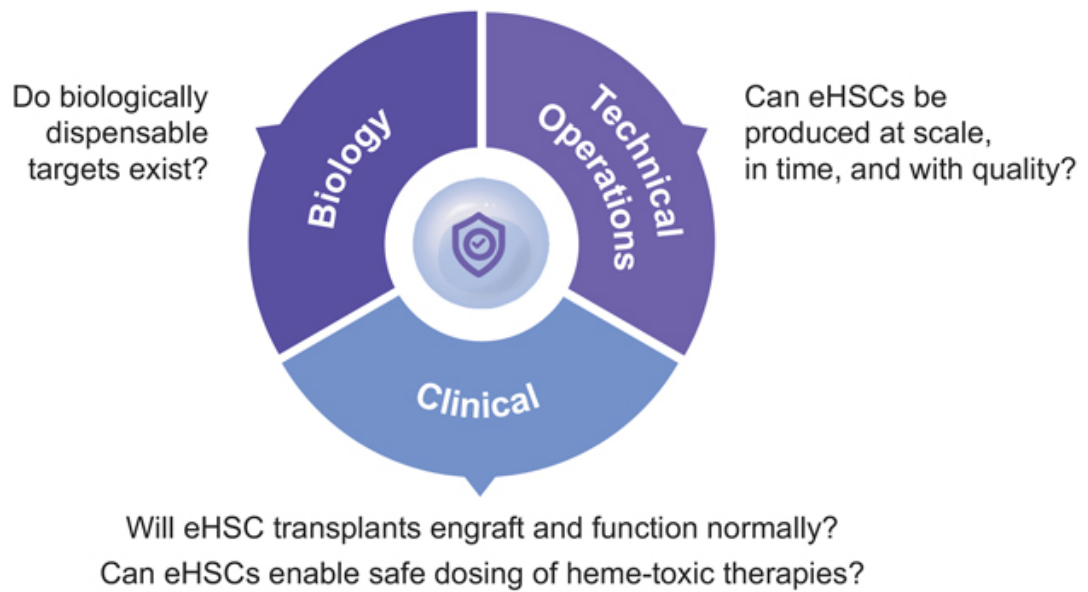 Do biologically
dispensable
targets exist?
Biology
Technical
Operations
Can eHSCs be
produced at scale,
in time, and with quality?
Clinical
Will eHSC transplants engraft and function normally?
Can eHSCs enable safe dosing of heme-toxic therapies?